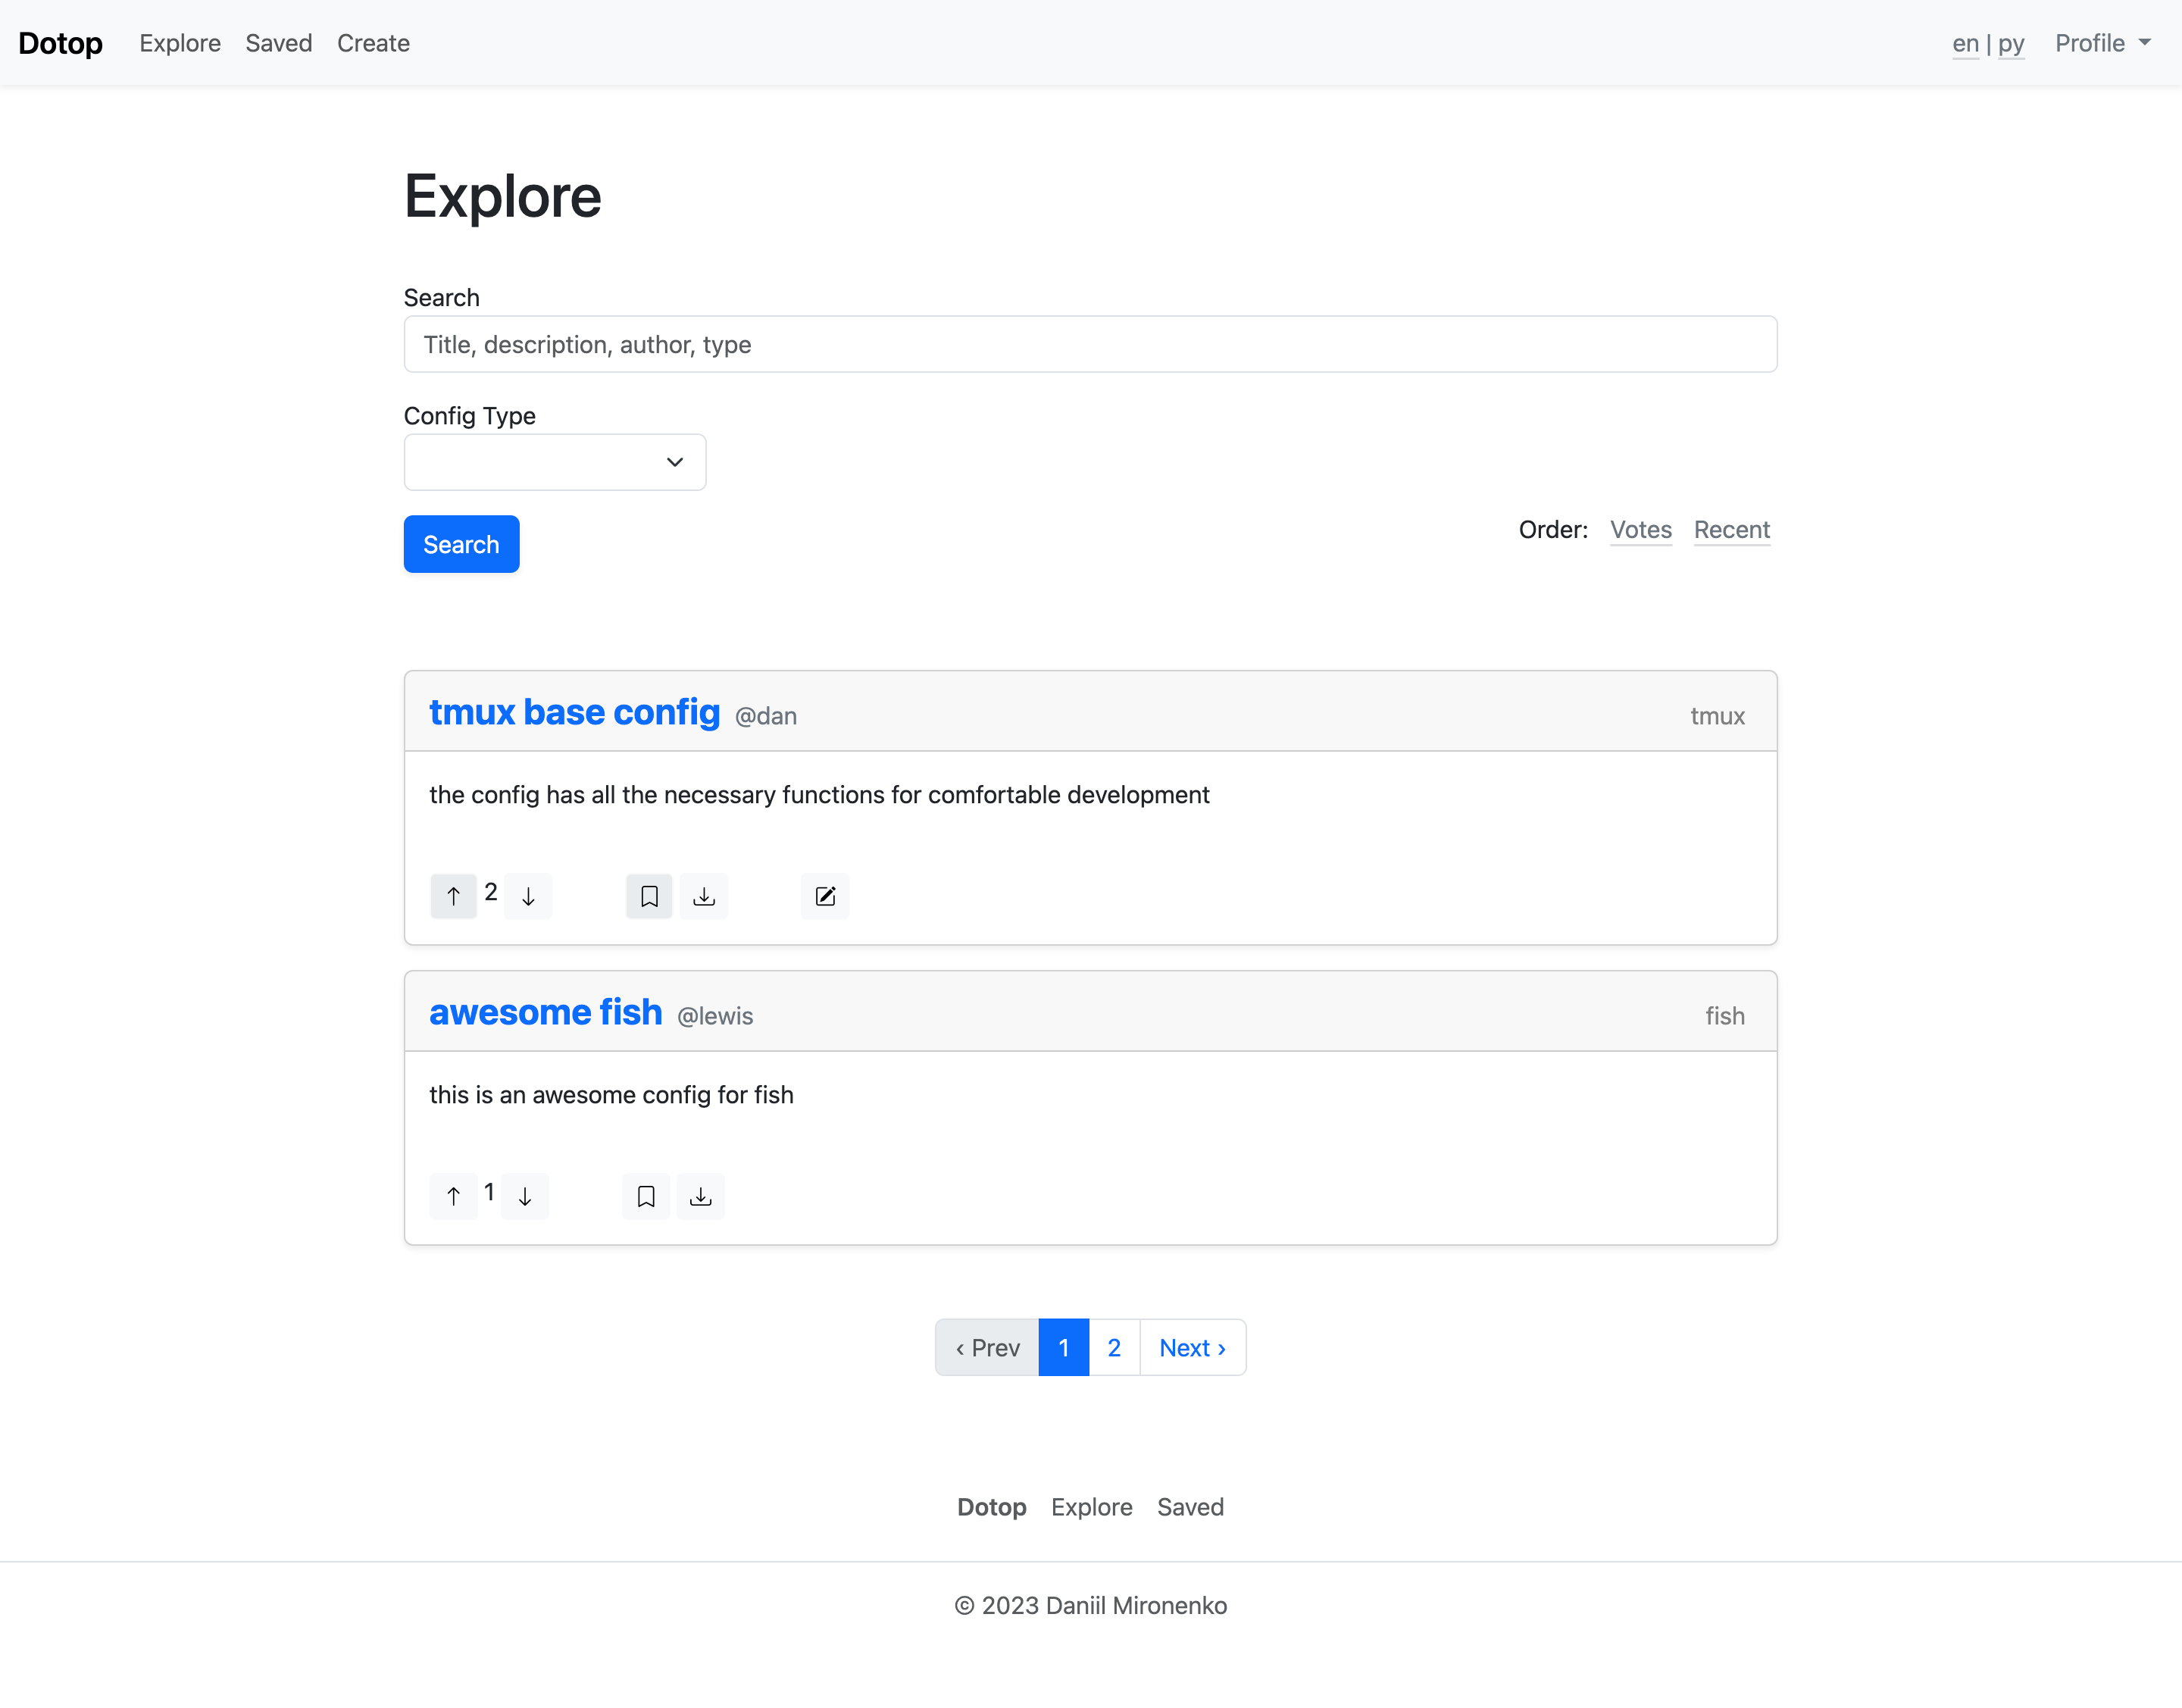 Dotop Explore Saved Create en | ру Profile
Explore
Search
Title, description, author, type
Config Type
Search Order: Votes Recent
tmux base config @dan tmux
the config has all the necessary functions for comfortable development
2
awesome fish @lewis fish
this is an awesome config for fish
1
‹ Prev 1 2 Next ›
Dotop Explore Saved
© 2023 Daniil Mironenko